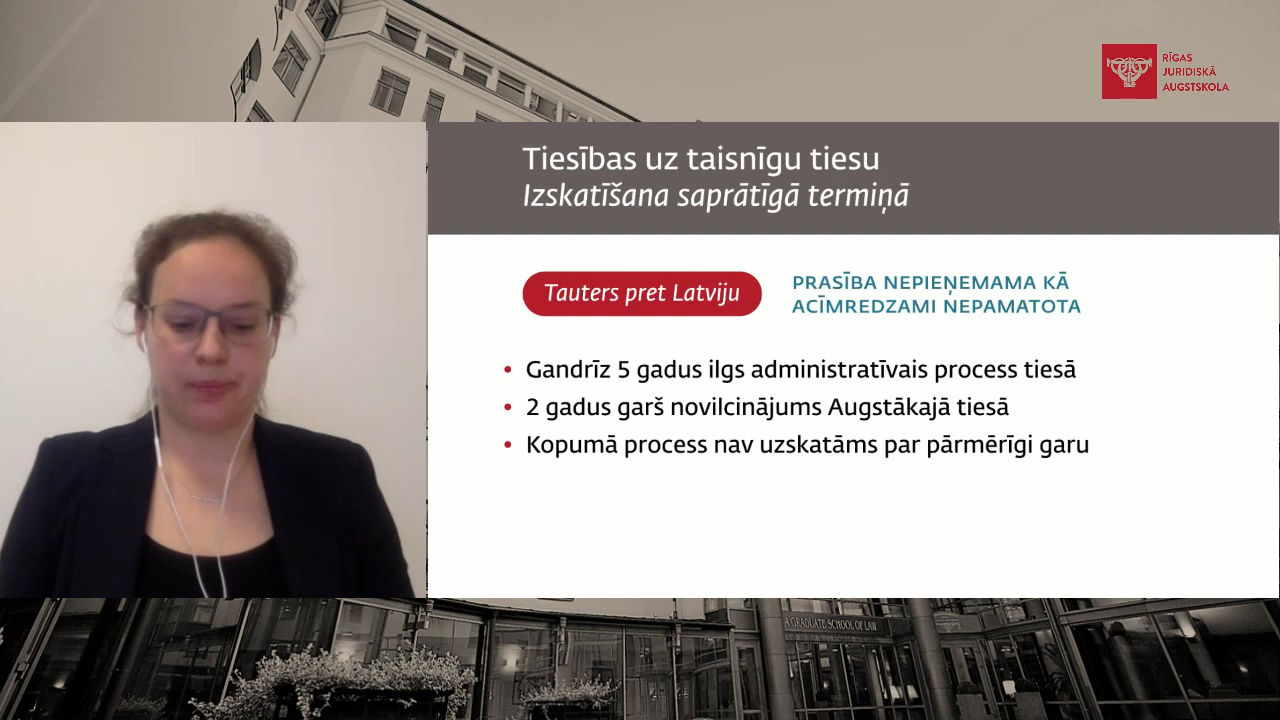 RĪGAS
JURIDISKĀ
AUGSTSKOLA
Tiesības uz taisnīgu tiesu
Izskatīšana saprātīgā termiņā
Tauters pret Latviju
PRASĪBA NEPIEŅEMAMA KĀ
ACĪMREDZAMI NEPAMATOTA
• Gandrīz 5 gadus ilgs administratīvais process tiesā
• 2 gadus garš novilcinājums Augstākajā tiesā
• Kopumā process nav uzskatāms par pārmērīgi garu
A GRADUATE SCHOOL OF LAW